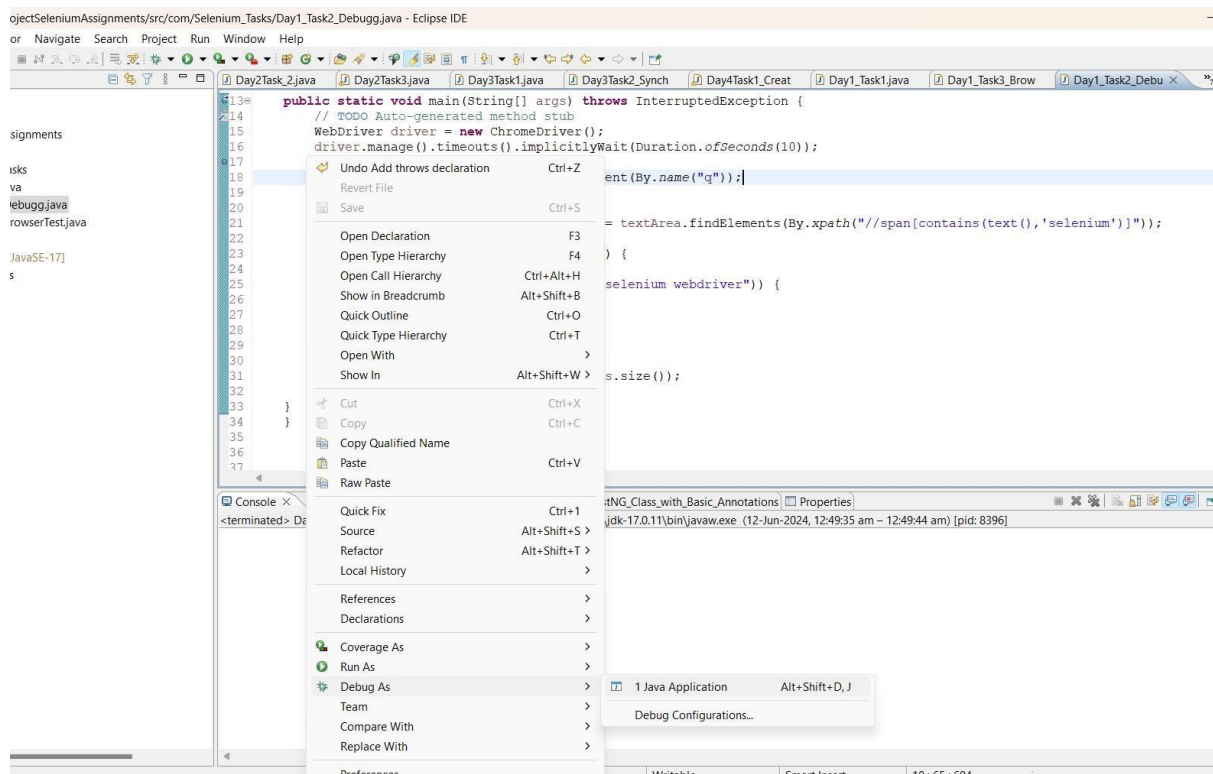 ojectSeleniumAssignments/src/com/Selenium_Tasks/Day1_Task2_Debugg.java - Eclipse IDE
or Navigate Search Project Run Window Help
Day2Task_2.java Day2Task3.java Day3Task1.java Day3Task2_Synch Day4Task1_Creat Day1_Task1.java Day1_Task3_Brow Day1_Task2_Debu
ssignments
asks
va
ebugg.java
rowserTest.java
JavaSE-17]
s
13 public static void main(String[] args) throws InterruptedException {
14 // TODO Auto-generated method stub
15 WebDriver driver = new ChromeDriver();
16 driver.manage().timeouts().implicitlyWait(Duration.ofSeconds(10));
17
18 ent(By.name("q"));
19
20
21 = textArea.findElements(By.xpath("//span[contains(text(),'selenium')]"));
22
23 ) {
24
25 selenium webdriver")) {
26
27
28
29
30
31 s.size());
32
33 }
34 }
35
36
37
Undo Add throws declaration Ctrl+Z
Revert File
Save Ctrl+S
Open Declaration F3
Open Type Hierarchy F4
Open Call Hierarchy Ctrl+Alt+H
Show in Breadcrumb Alt+Shift+B
Quick Outline Ctrl+O
Quick Type Hierarchy Ctrl+T
Open With >
Show In Alt+Shift+W >
Cut Ctrl+X
Copy Ctrl+C
Copy Qualified Name
Paste Ctrl+V
Raw Paste
Quick Fix Ctrl+1
Source Alt+Shift+S >
Refactor Alt+Shift+T >
Local History >
References >
Declarations >
Coverage As >
Run As >
Debug As >
Team >
Compare With >
Replace With >
Preferences
1 Java Application Alt+Shift+D, J
Debug Configurations...
Console stNG_Class_with_Basic_Annotations Properties
<terminated> Da \jdk-17.0.11\bin\javaw.exe (12-Jun-2024, 12:49:35 am – 12:49:44 am) [pid: 8396]
Writable Smart Insert